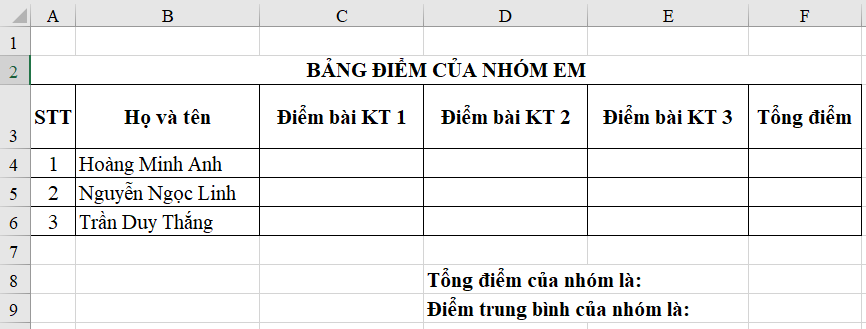 A B C D E F
1
2 BẢNG ĐIỂM CỦA NHÓM EM
3 STT Họ và tên Điểm bài KT 1 Điểm bài KT 2 Điểm bài KT 3 Tổng điểm
4 1 Hoàng Minh Anh
5 2 Nguyễn Ngọc Linh
6 3 Trần Duy Thắng
7
8 Tổng điểm của nhóm là:
9 Điểm trung bình của nhóm là: